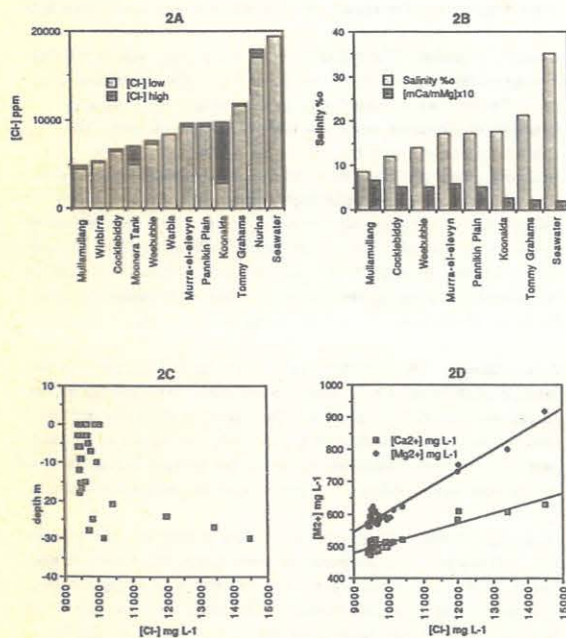 2A
[Cl-] ppm
20000
10000
0
[Cl-] low
[Cl-] high
Mullamullang
Winbirra
Cocklebiddy
Moonera Tank
Weebubble
Warbla
Murra-el-elevyn
Pannikin Plain
Koonalda
Tommy Grahams
Nurina
Seawater
2B
Salinity %o
40
30
20
10
0
Salinity %o
[mCa/mMg]x10
Mullamullang
Cocklebiddy
Weebubble
Murra-el-elevyn
Pannikin Plain
Koonalda
Tommy Grahams
Seawater
2C
depth m
10
0
-10
-20
-30
-40
9000
10000
11000
12000
13000
14000
15000
[Cl-] mg L-1
2D
[M2+] mg L-1
1000
900
800
700
600
500
400
[Ca2+] mg L-1
[Mg2+] mg L-1
9000
10000
11000
12000
13000
14000
15000
[Cl-] mg L-1